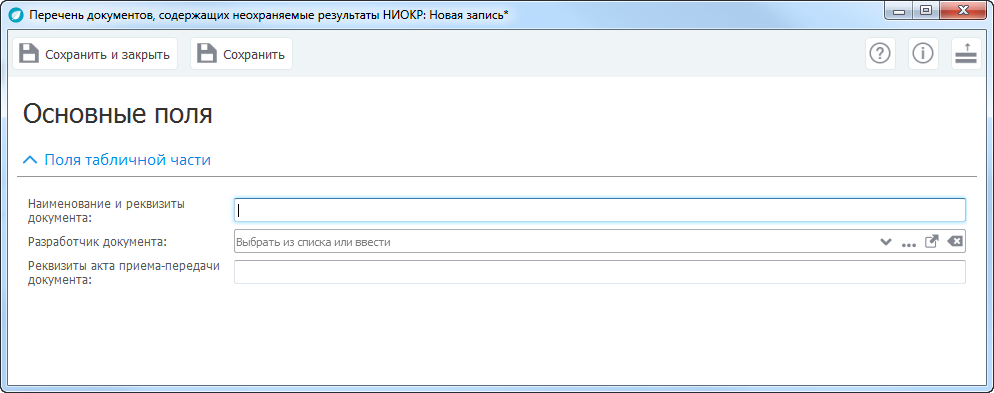 Перечень документов, содержащих неохраняемые результаты НИОКР: Новая запись*
Сохранить и закрыть
Сохранить
Основные поля
Поля табличной части
Наименование и реквизиты
документа:
Разработчик документа:
Выбрать из списка или ввести
Реквизиты акта приема-передачи
документа: